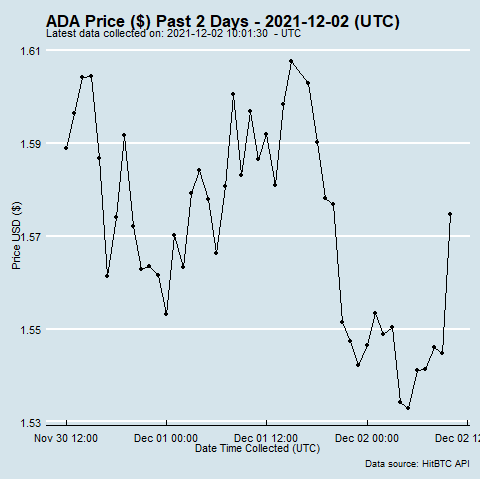 ADA Price ($) Past 2 Days - 2021-12-02 (UTC)
Latest data collected on: 2021-12-02 10:01:30 - UTC
1.61
1.59
1.57
1.55
1.53
Price USD ($)
Nov 30 12:00 Dec 01 00:00 Dec 01 12:00 Dec 02 00:00 Dec 02 12
Date Time Collected (UTC)
Data source: HitBTC API